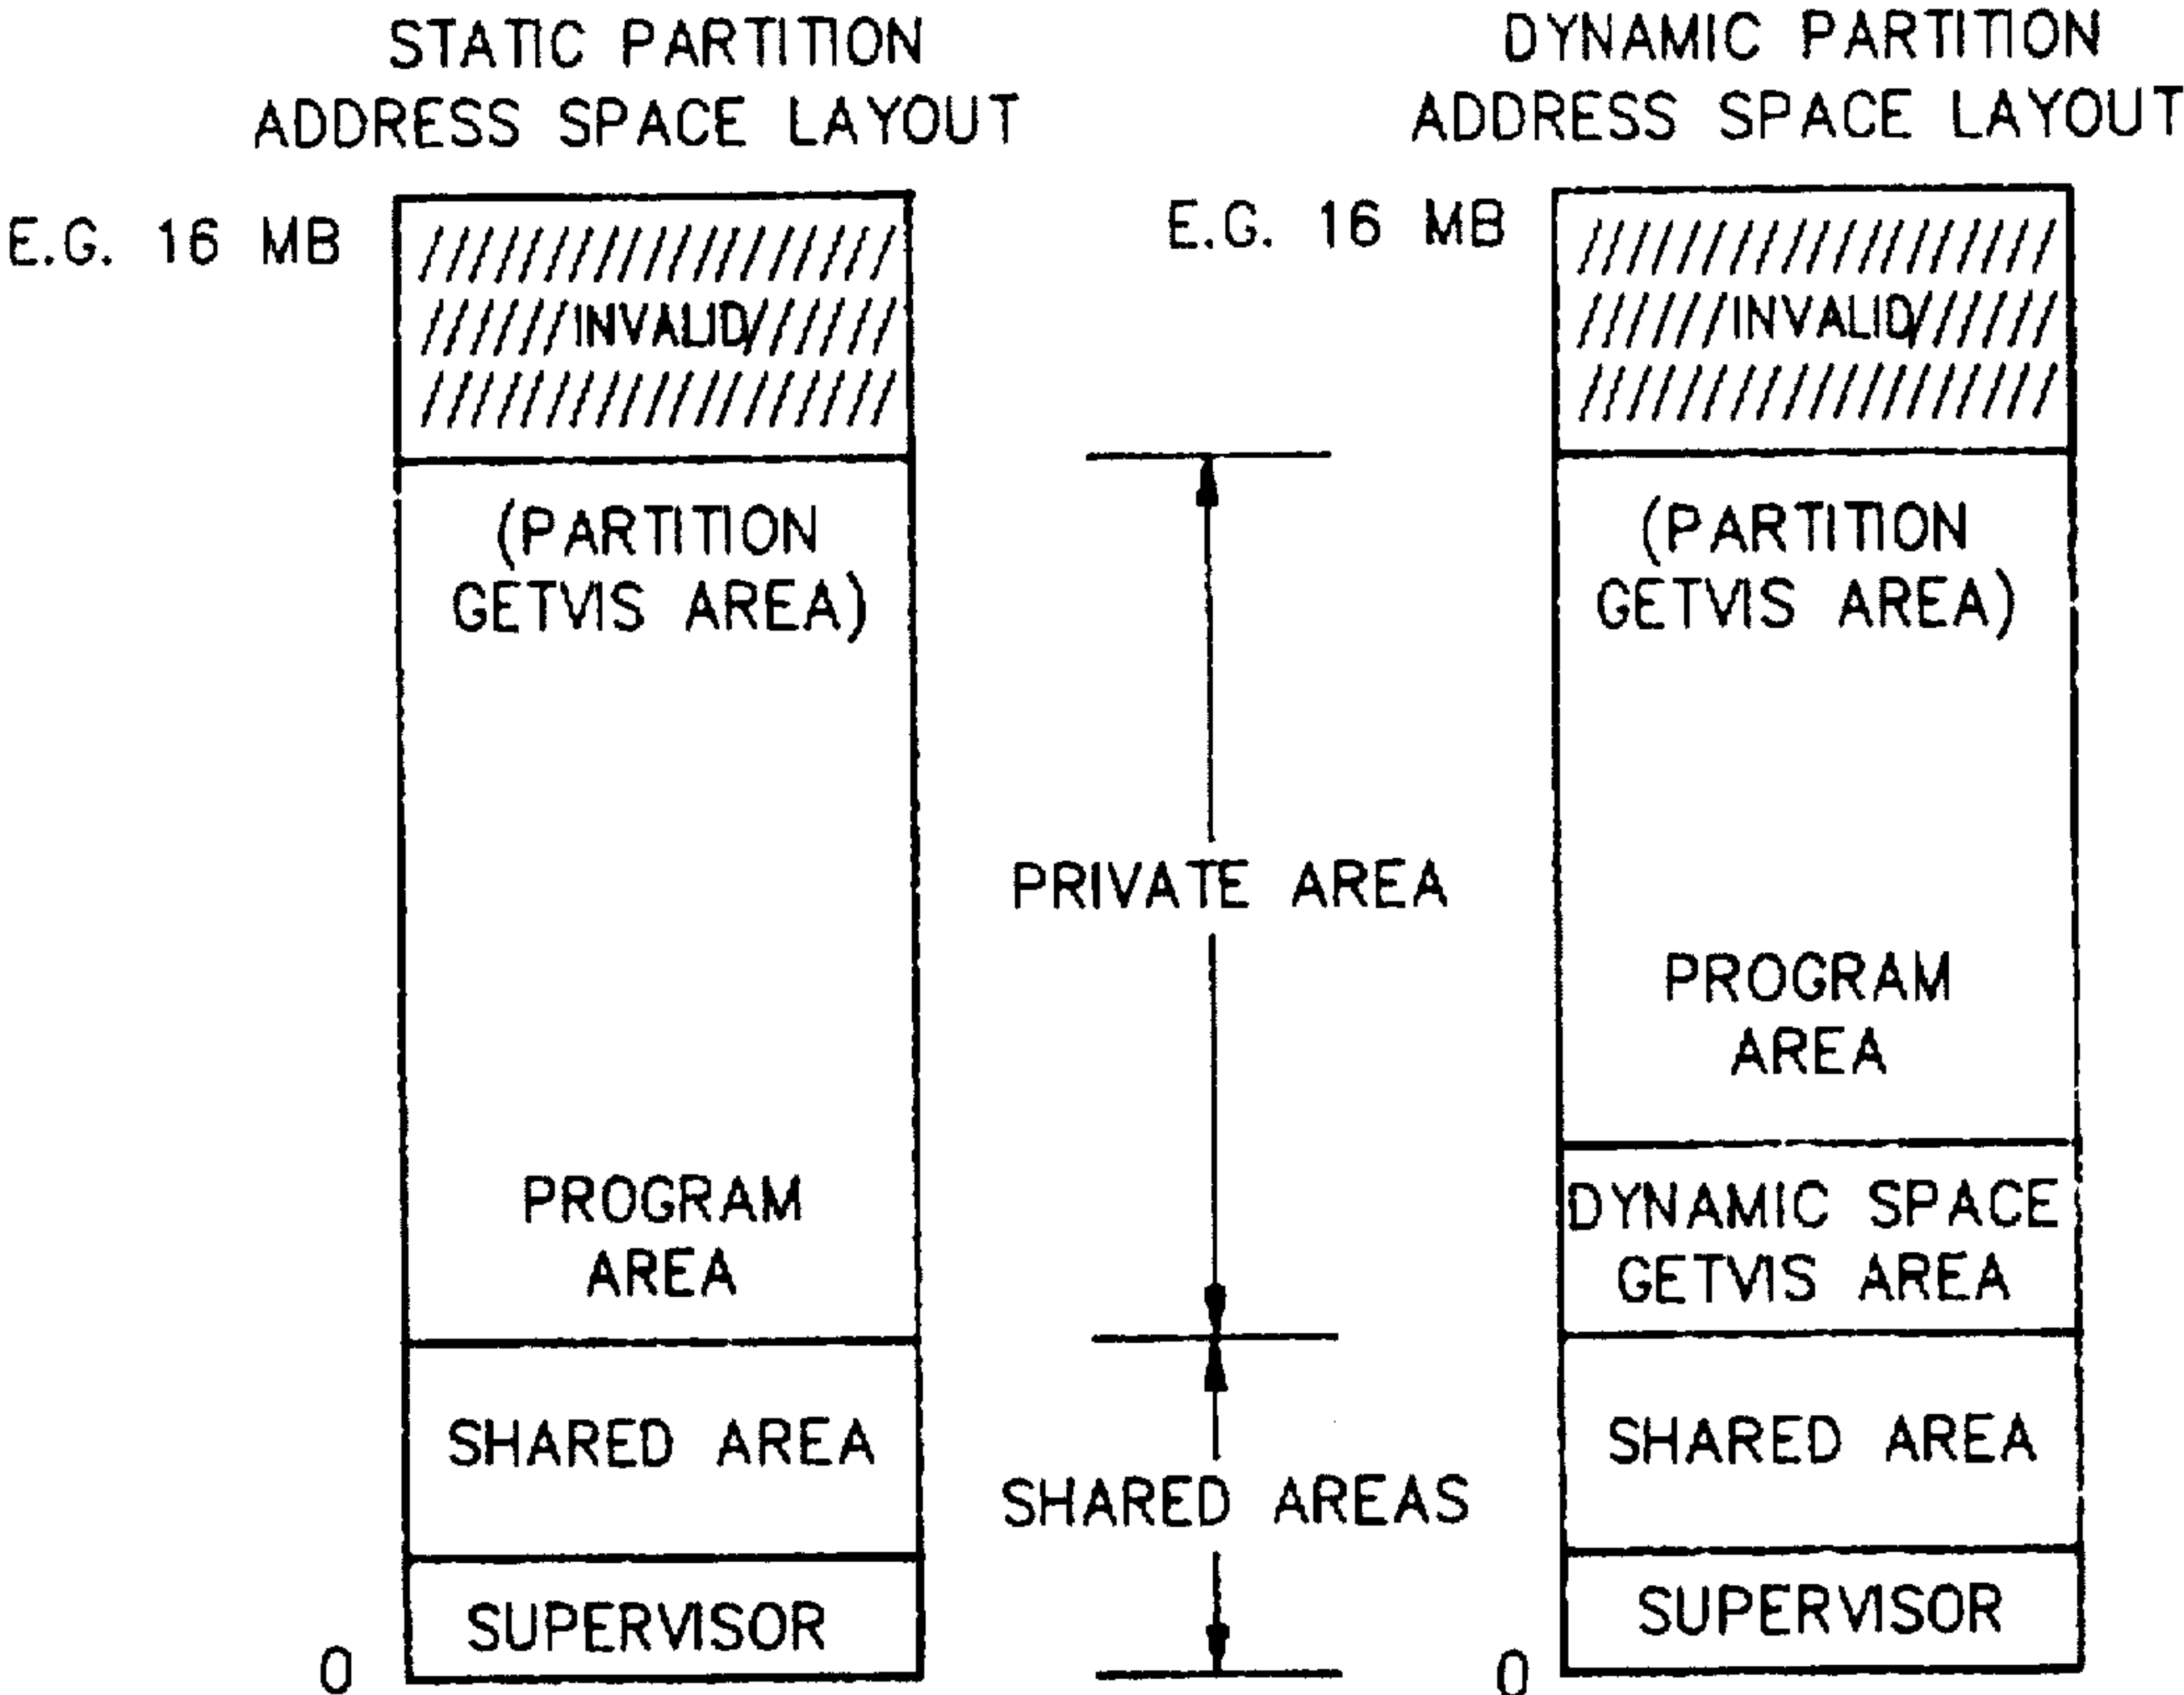 STATIC PARTITION
ADDRESS SPACE LAYOUT
E.G. 16 MB
INVALID
(PARTITION
GETVIS AREA)
PROGRAM
AREA
SHARED AREA
SUPERVISOR
0
PRIVATE AREA
SHARED AREAS
DYNAMIC PARTITION
ADDRESS SPACE LAYOUT
E.G. 16 MB
INVALID
(PARTITION
GETVIS AREA)
PROGRAM
AREA
DYNAMIC SPACE
GETVIS AREA
SHARED AREA
SUPERVISOR
0